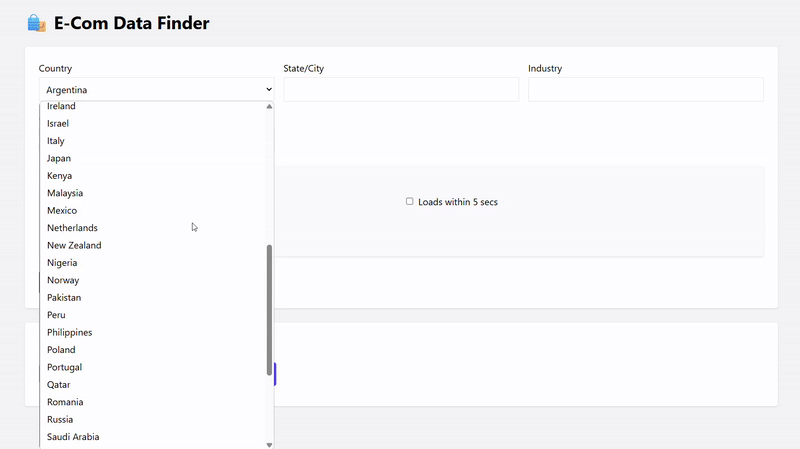 E-Com Data Finder
Country
State/City
Industry
Argentina
Ireland
Israel
Italy
Japan
Kenya
Malaysia
Loads within 5 secs
Mexico
Netherlands
New Zealand
Nigeria
Norway
Pakistan
Peru
Philippines
Poland
Portugal
Qatar
Romania
Russia
Saudi Arabia